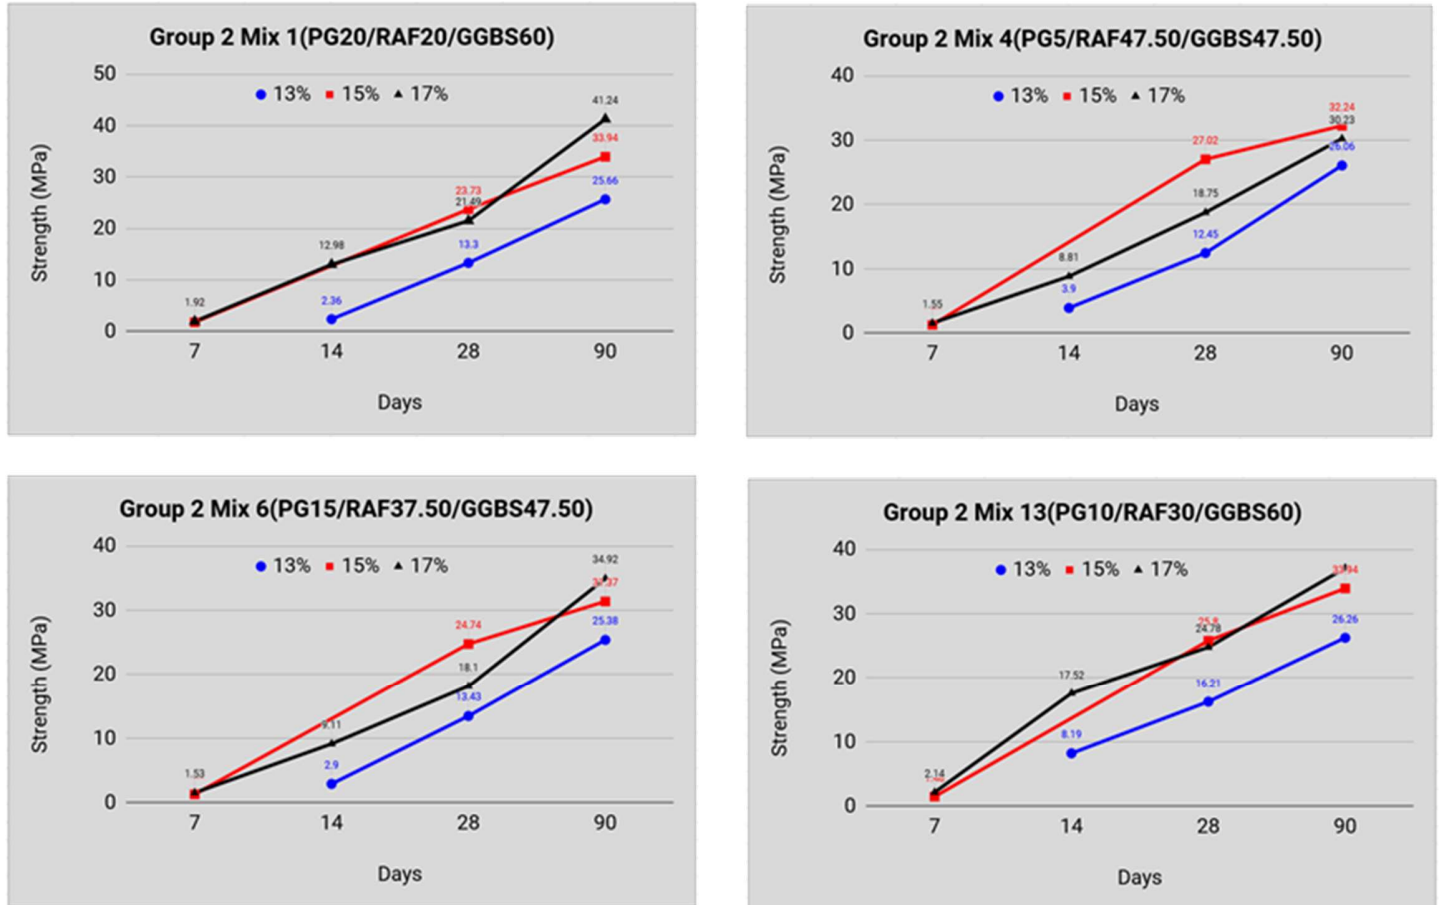 Group 2 Mix 1(PG20/RAF20/GGBS60)
50
13% 15% 17%
41.24
40
33.94
30
25.66
23.73
21.49
20
12.98
13.3
10
1.92
2.36
0
7 14 28 90
Strength (MPa)
Days
Group 2 Mix 4(PG5/RAF47.50/GGBS47.50)
40
13% 15% 17%
32.24
30.23
30
27.02
26.06
20
18.75
12.45
10
8.81
3.9
1.55
0
7 14 28 90
Strength (MPa)
Days
Group 2 Mix 6(PG15/RAF37.50/GGBS47.50)
40
13% 15% 17%
34.92
30
25.38
24.74
20
18.1
13.43
10
9.11
2.9
1.53
0
7 14 28 90
Strength (MPa)
Days
Group 2 Mix 13(PG10/RAF30/GGBS60)
40
13% 15% 17%
33.94
30
26.26
25.8
24.78
20
17.52
16.21
10
8.19
2.14
0
7 14 28 90
Strength (MPa)
Days